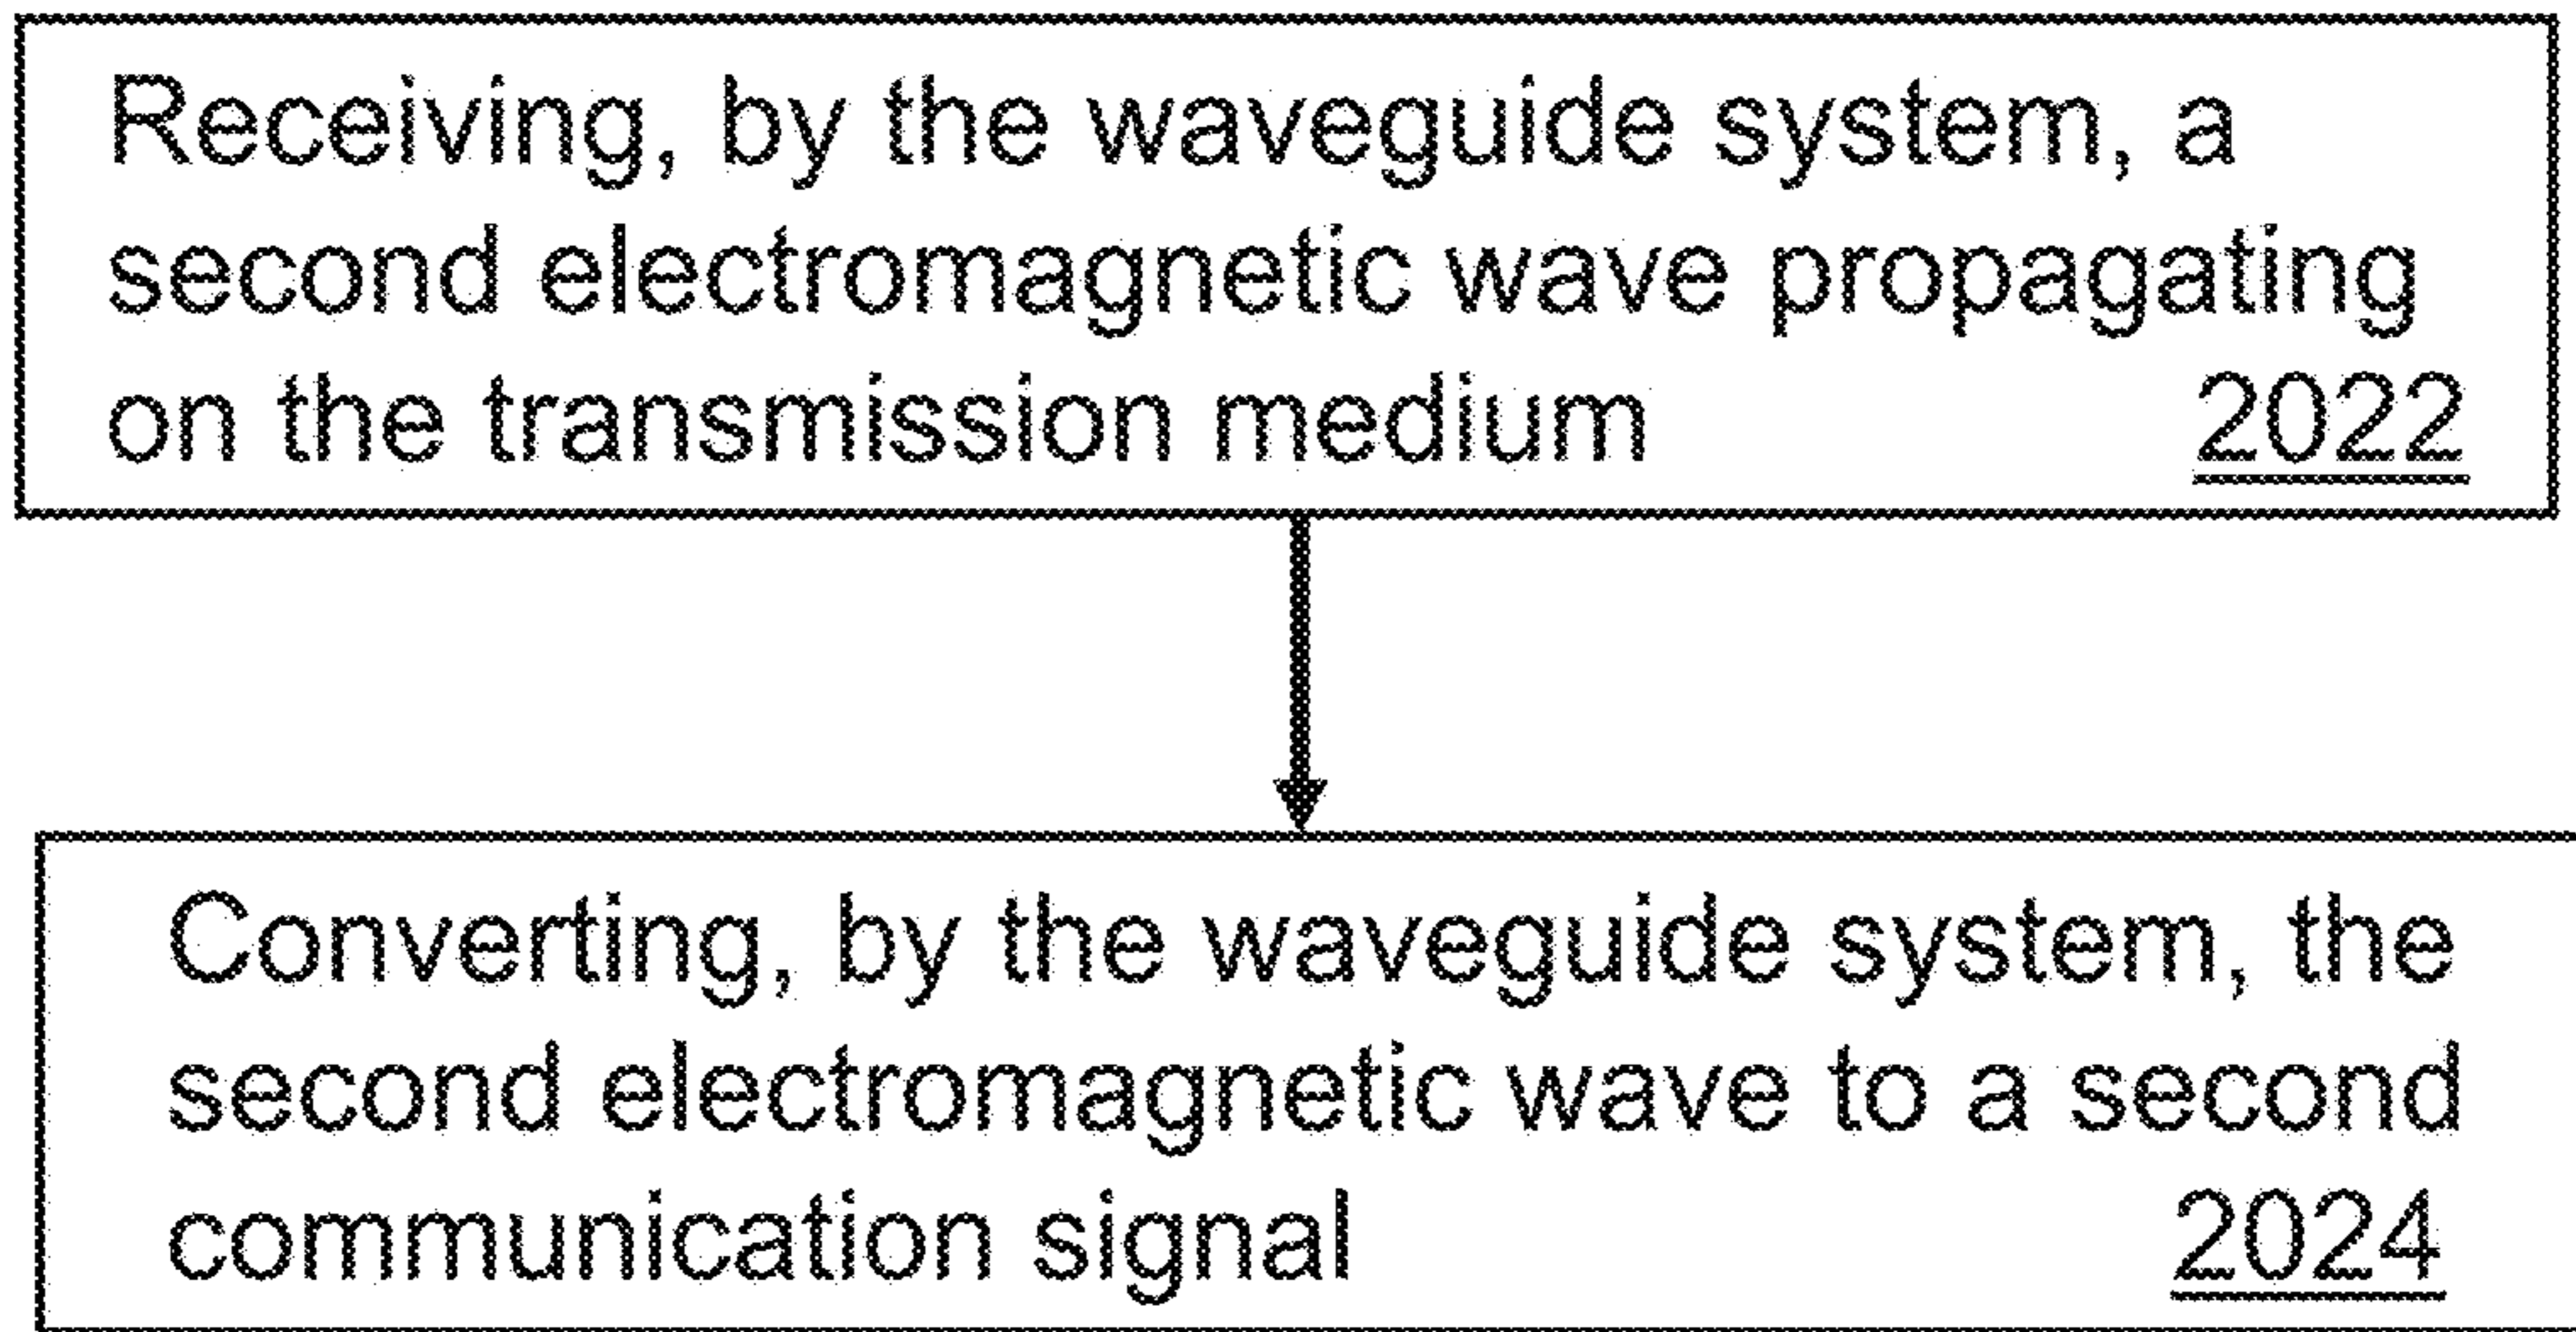 Receiving, by the waveguide system, a
second electromagnetic wave propagating
on the transmission medium 2022
Converting, by the waveguide system, the
second electromagnetic wave to a second
communication signal 2024